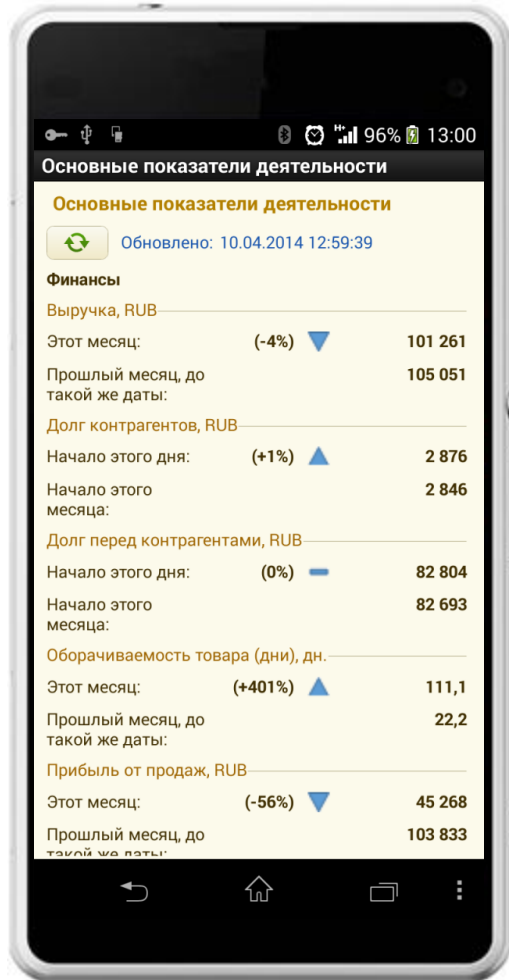 96% 13:00
Основные показатели деятельности
Основные показатели деятельности
Обновлено: 10.04.2014 12:59:39
Финансы
Выручка, RUB
Этот месяц: (-4%) 101 261
Прошлый месяц, до 105 051
такой же даты:
Долг контрагентов, RUB
Начало этого дня: (+1%) 2 876
Начало этого 2 846
месяца:
Долг перед контрагентами, RUB
Начало этого дня: (0%) 82 804
Начало этого 82 693
месяца:
Оборачиваемость товара (дни), дн.
Этот месяц: (+401%) 111,1
Прошлый месяц, до 22,2
такой же даты:
Прибыль от продаж, RUB
Этот месяц: (-56%) 45 268
Прошлый месяц, до 103 833
такой же даты: